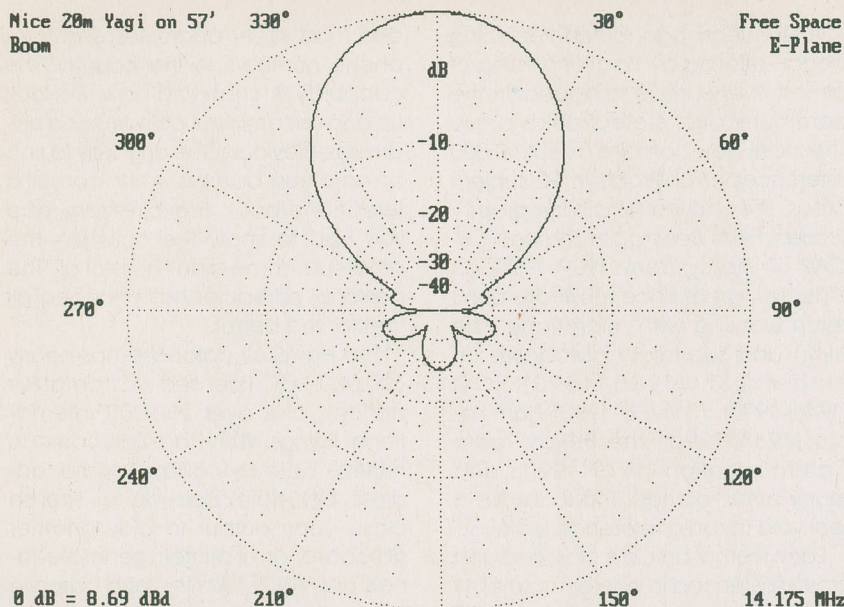 Nice 20m Yagi on 57' 330° 30° Free Space
Boom E-Plane
dB
300° -10 60°
-20
-30
-40
270° 90°
240° 120°
0 dB = 8.69 dBd 210° 150° 14.175 MHz